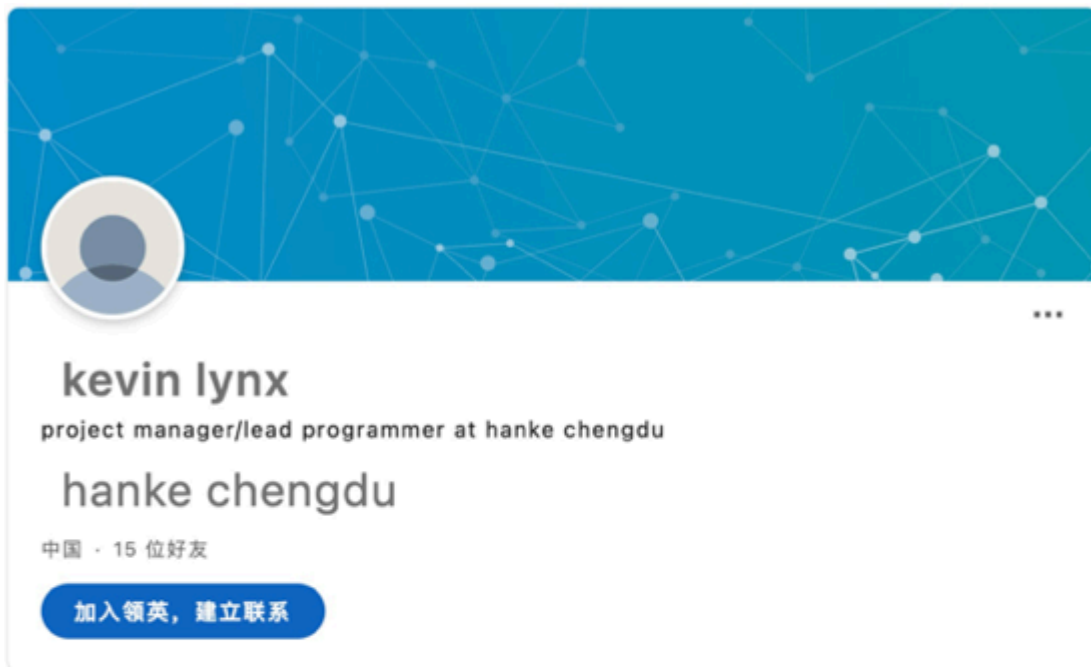 kevin lynx
project manager/lead programmer at hanke chengdu
hanke chengdu
中国 · 15 位好友
加入领英，建立联系